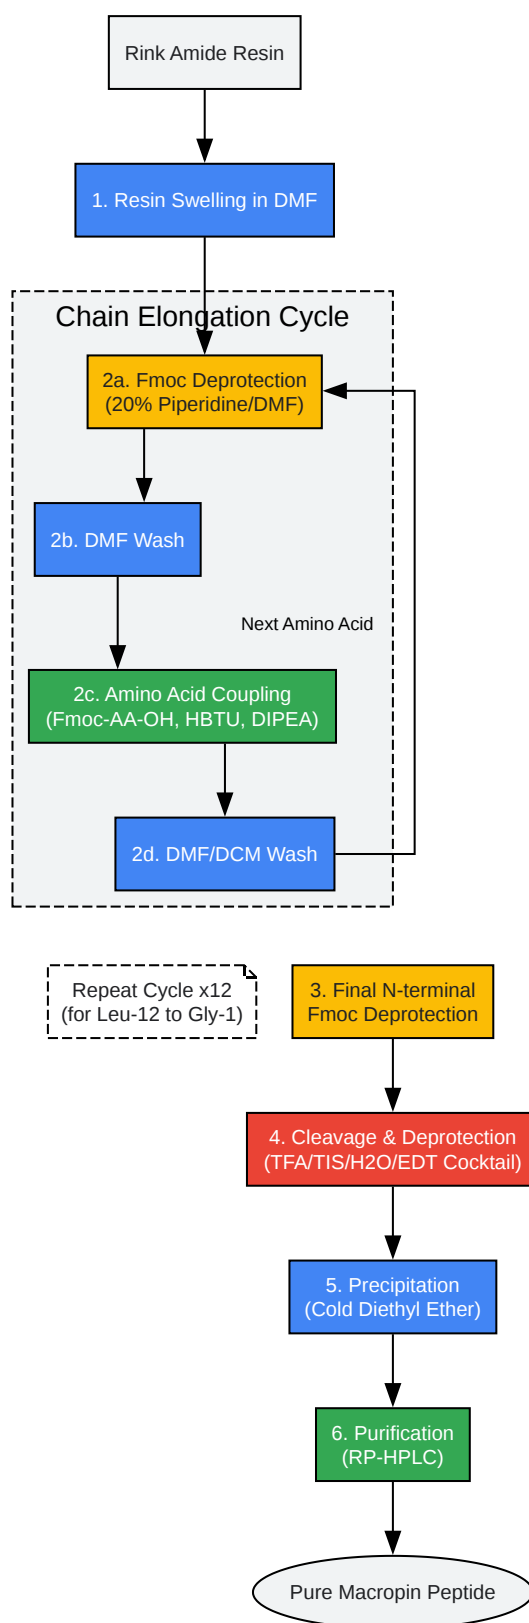 Rink Amide Resin
1. Resin Swelling in DMF
Chain Elongation Cycle
2a. Fmoc Deprotection
(20% Piperidine/DMF)
2b. DMF Wash
Next Amino Acid
2c. Amino Acid Coupling
(Fmoc-AA-OH, HBTU, DIPEA)
2d. DMF/DCM Wash
Repeat Cycle x12
(for Leu-12 to Gly-1)
3. Final N-terminal
Fmoc Deprotection
4. Cleavage & Deprotection
(TFA/TIS/H2O/EDT Cocktail)
5. Precipitation
(Cold Diethyl Ether)
6. Purification
(RP-HPLC)
Pure Macropin Peptide